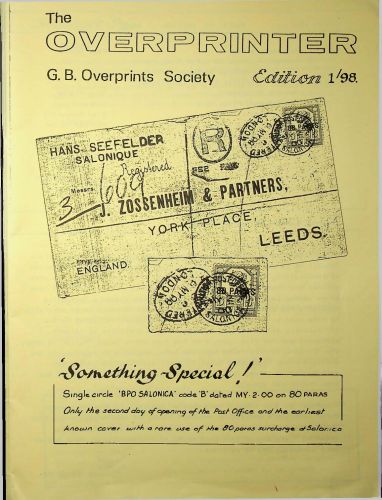 The
OVERPRINTER
G.B. Overprints Society
Edition 1/98.
HANS SEEFELDER
SALONIQUE
Registered
R
Messrs.
609
J. ZOSSENHEIM & PARTNERS,
YORK PLACE,
LEEDS.
ENGLAND.
'Something Special!'
Single circle 'BPO SALONICA' code 'B' dated MY·2·00 on 80 PARAS
Only the second day of opening of the Post Office and the earliest
known cover with a rare use of the 80 paras surcharge at Salonica